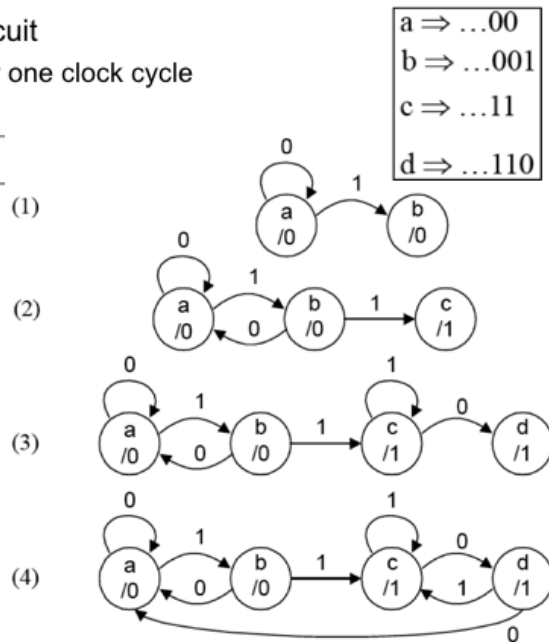 cuit
one clock cycle
a ⇒ …00
b ⇒ …001
c ⇒ …11
d ⇒ …110
(1)
0
1
a
/0
b
/0
(2)
0
1
0
1
a
/0
b
/0
c
/1
(3)
0
1
0
1
1
0
a
/0
b
/0
c
/1
d
/1
(4)
0
1
0
1
1
0
1
0
a
/0
b
/0
c
/1
d
/1